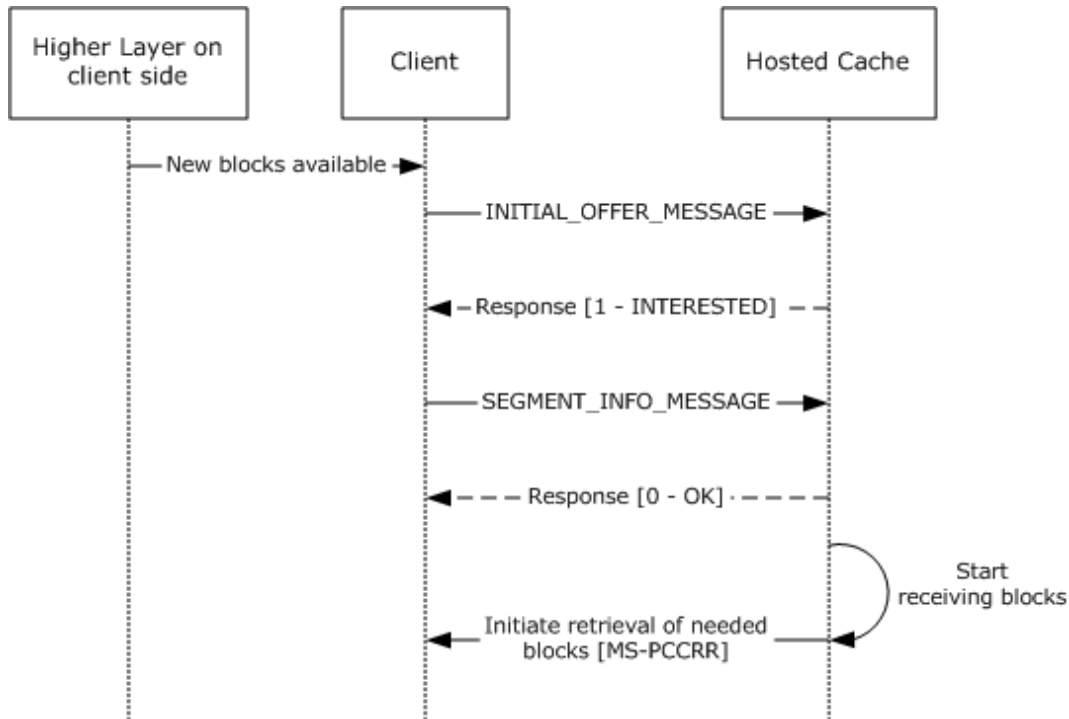 Higher Layer on
client side
Client
Hosted Cache
New blocks available
INITIAL_OFFER_MESSAGE
Response [1 - INTERESTED]
SEGMENT_INFO_MESSAGE
Response [0 - OK]
Start
receiving blocks
Initiate retrieval of needed
blocks [MS-PCCRR]